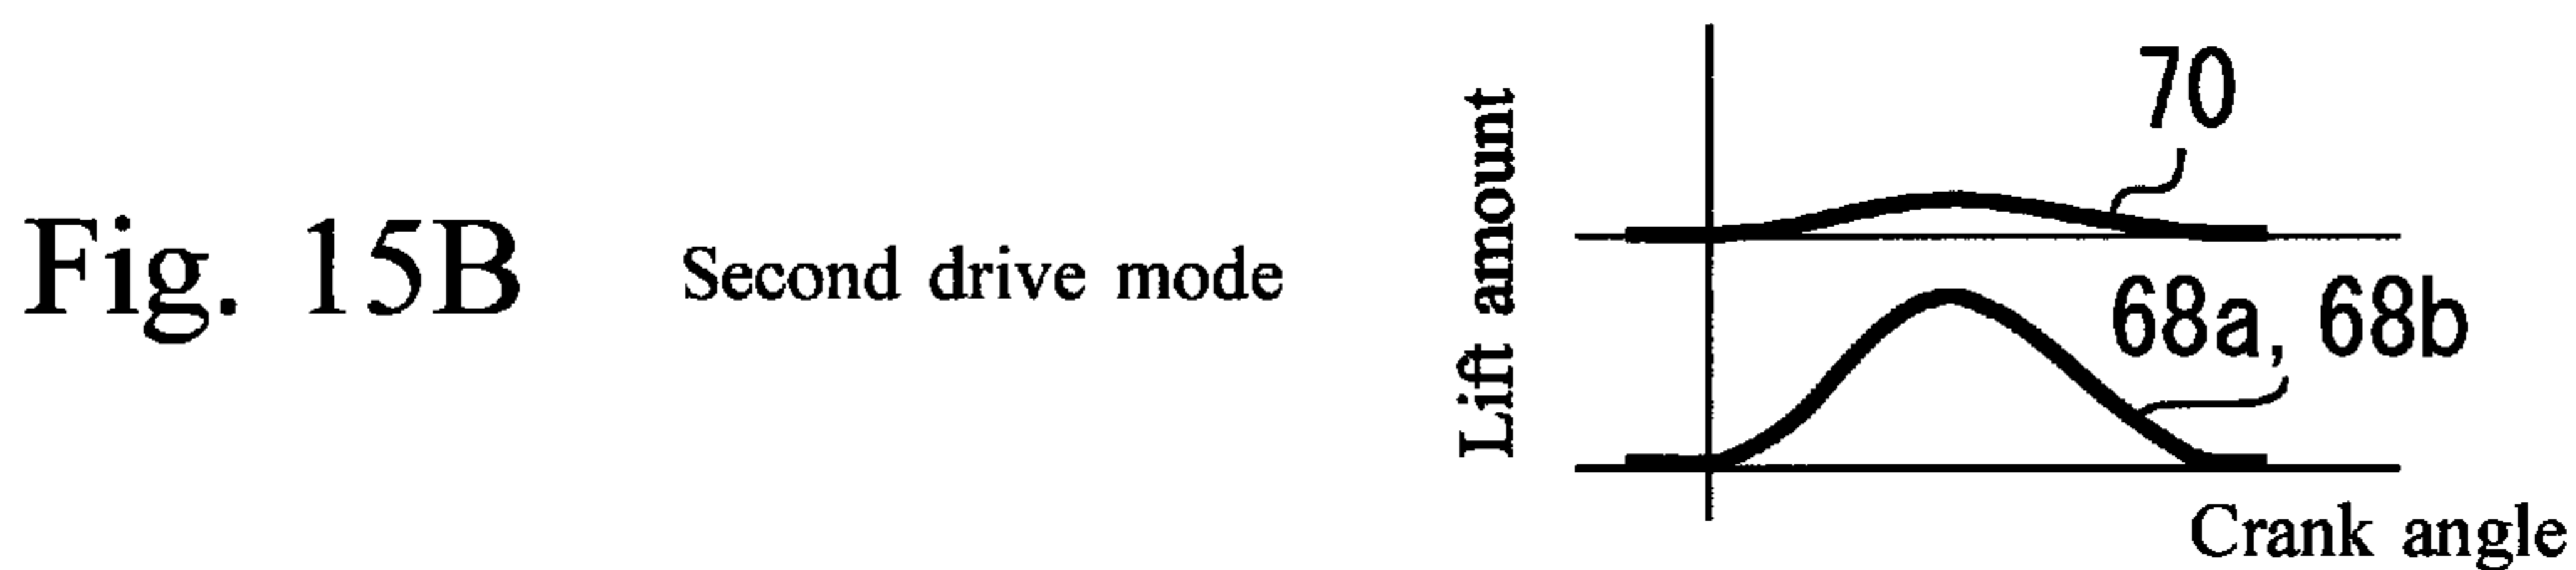 Fig. 15B
Second drive mode
Lift amount
70
68a, 68b
Crank angle